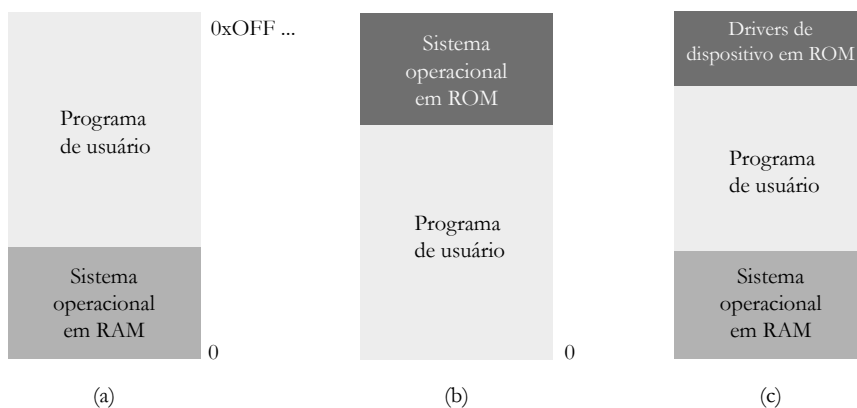 0xOFF ...
Programa
de usuário
Sistema
operacional
em RAM
0
(a)
Sistema
operacional
em ROM
Programa
de usuário
0
(b)
Drivers de
dispositivo em ROM
Programa
de usuário
Sistema
operacional
em RAM
(c)